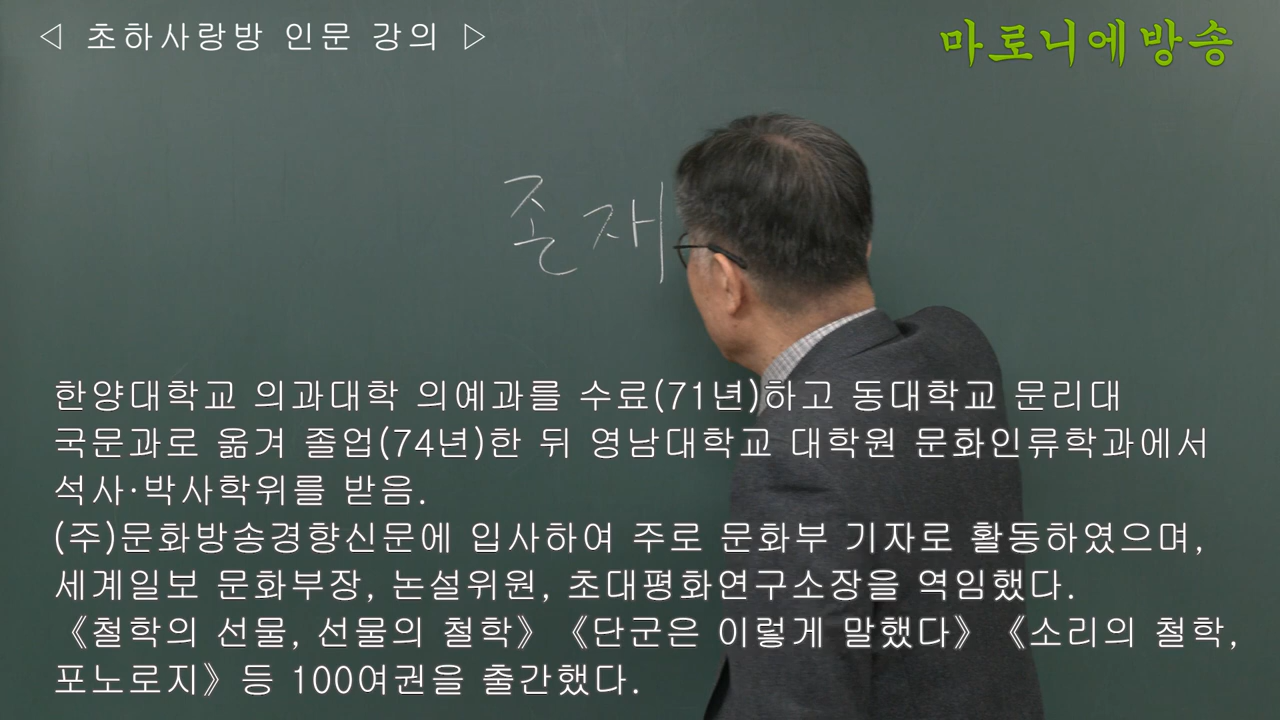 ◁ 초하사랑방 인문 강의 ▷
마로니에방송
존재
한양대학교 의과대학 의예과를 수료(71년)하고 동대학교 문리대
국문과로 옮겨 졸업(74년)한 뒤 영남대학교 대학원 문화인류학과에서
석사·박사학위를 받음.
(주)문화방송경향신문에 입사하여 주로 문화부 기자로 활동하였으며,
세계일보 문화부장, 논설위원, 초대평화연구소장을 역임했다.
《철학의 선물, 선물의 철학》《단군은 이렇게 말했다》《소리의 철학,
포노로지》등 100여권을 출간했다.